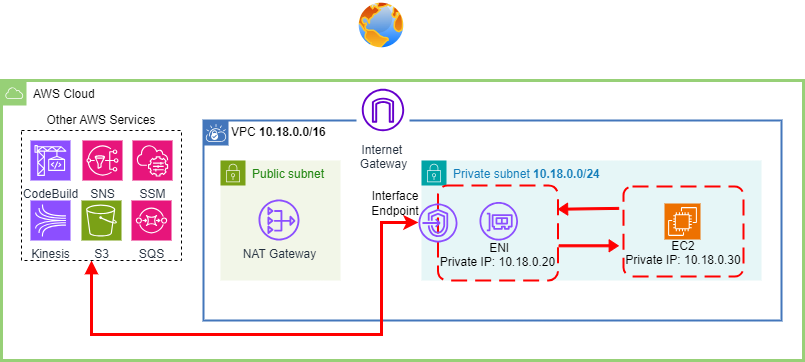 AWS Cloud
Other AWS Services
CodeBuild SNS SSM
Kinesis S3 SQS
VPC 10.18.0.0/16
Internet
Gateway
Public subnet
NAT Gateway
Private subnet 10.18.0.0/24
Interface
Endpoint
ENI
Private IP: 10.18.0.20
EC2
Private IP: 10.18.0.30